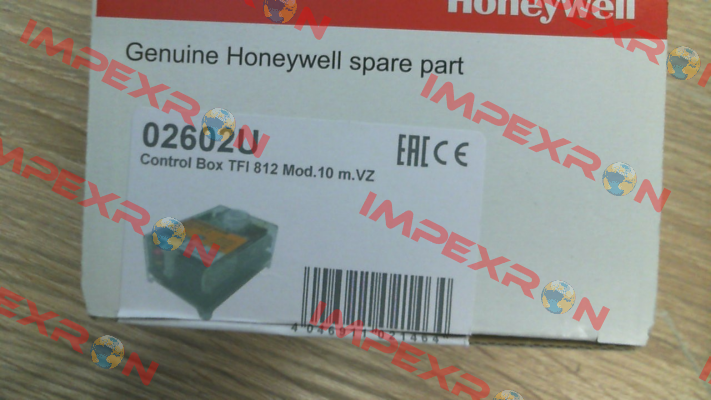 Honeywell
Genuine Honeywell spare part
02602U
Control Box TFI 812 Mod.10 m.VZ
EAC CE
IMPEXRON
IMPEXRON
IMPEXRON
IMPEXRON
IMPEXRON
IMPEXRON